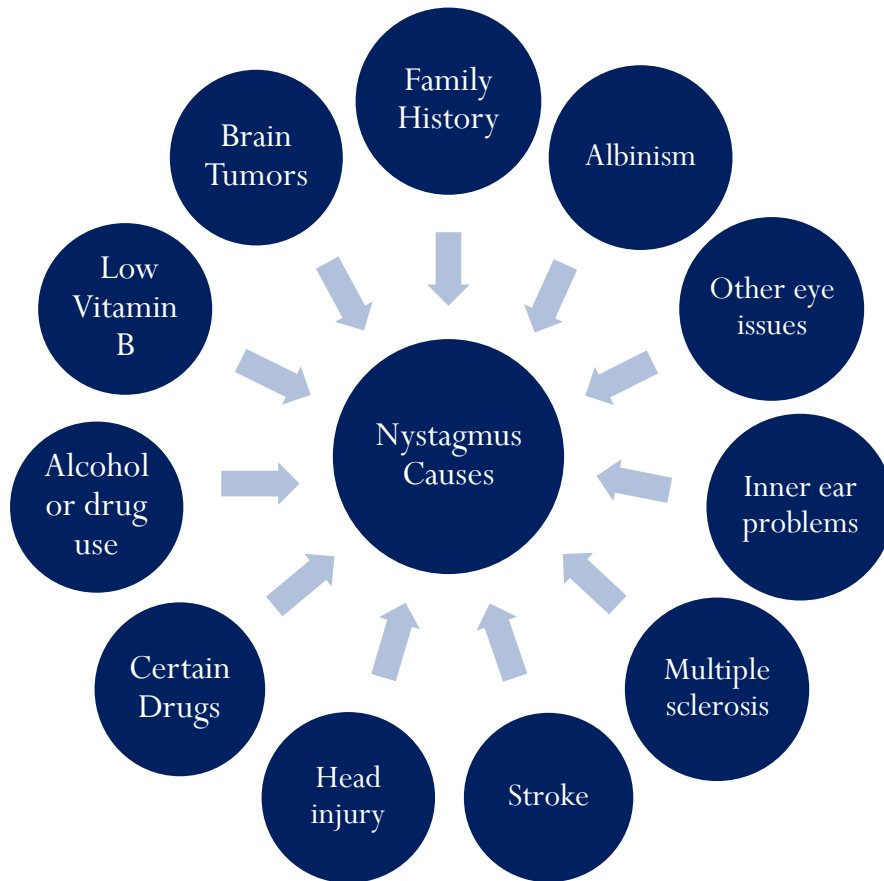 Family
History
Albinism
Other eye
issues
Inner ear
problems
Multiple
sclerosis
Stroke
Head
injury
Certain
Drugs
Alcohol
or drug
use
Low
Vitamin
B
Brain
Tumors
Nystagmus
Causes